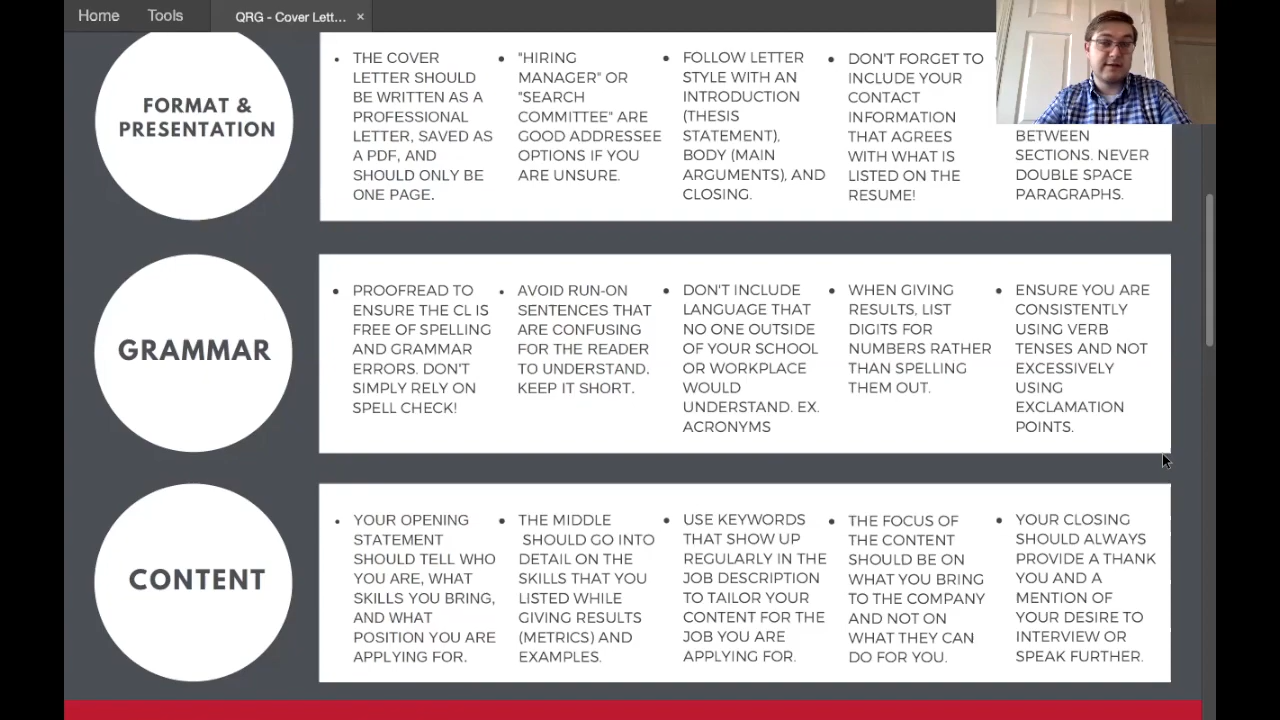 Home
Tools
QRG - Cover Lett...
×
FORMAT &
PRESENTATION
• THE COVER
LETTER SHOULD
BE WRITTEN AS A
PROFESSIONAL
LETTER, SAVED AS
A PDF, AND
SHOULD ONLY BE
ONE PAGE.
• "HIRING
MANAGER" OR
"SEARCH
COMMITTEE" ARE
GOOD ADDRESSEE
OPTIONS IF YOU
ARE UNSURE.
• FOLLOW LETTER
STYLE WITH AN
INTRODUCTION
(THESIS
STATEMENT),
BODY (MAIN
ARGUMENTS), AND
CLOSING.
• DON'T FORGET TO
INCLUDE YOUR
CONTACT
INFORMATION
THAT AGREES
WITH WHAT IS
LISTED ON THE
RESUME!
BETWEEN
SECTIONS. NEVER
DOUBLE SPACE
PARAGRAPHS.
GRAMMAR
• PROOFREAD TO
ENSURE THE CL IS
FREE OF SPELLING
AND GRAMMAR
ERRORS. DON'T
SIMPLY RELY ON
SPELL CHECK!
• AVOID RUN-ON
SENTENCES THAT
ARE CONFUSING
FOR THE READER
TO UNDERSTAND.
KEEP IT SHORT.
• DON'T INCLUDE
LANGUAGE THAT
NO ONE OUTSIDE
OF YOUR SCHOOL
OR WORKPLACE
WOULD
UNDERSTAND. EX.
ACRONYMS
• WHEN GIVING
RESULTS, LIST
DIGITS FOR
NUMBERS RATHER
THAN SPELLING
THEM OUT.
• ENSURE YOU ARE
CONSISTENTLY
USING VERB
TENSES AND NOT
EXCESSIVELY
USING
EXCLAMATION
POINTS.
CONTENT
• YOUR OPENING
STATEMENT
SHOULD TELL WHO
YOU ARE, WHAT
SKILLS YOU BRING,
AND WHAT
POSITION YOU ARE
APPLYING FOR.
• THE MIDDLE
SHOULD GO INTO
DETAIL ON THE
SKILLS THAT YOU
LISTED WHILE
GIVING RESULTS
(METRICS) AND
EXAMPLES.
• USE KEYWORDS
THAT SHOW UP
REGULARLY IN THE
JOB DESCRIPTION
TO TAILOR YOUR
CONTENT FOR THE
JOB YOU ARE
APPLYING FOR.
• THE FOCUS OF
THE CONTENT
SHOULD BE ON
WHAT YOU BRING
TO THE COMPANY
AND NOT ON
WHAT THEY CAN
DO FOR YOU.
• YOUR CLOSING
SHOULD ALWAYS
PROVIDE A THANK
YOU AND A
MENTION OF
YOUR DESIRE TO
INTERVIEW OR
SPEAK FURTHER.